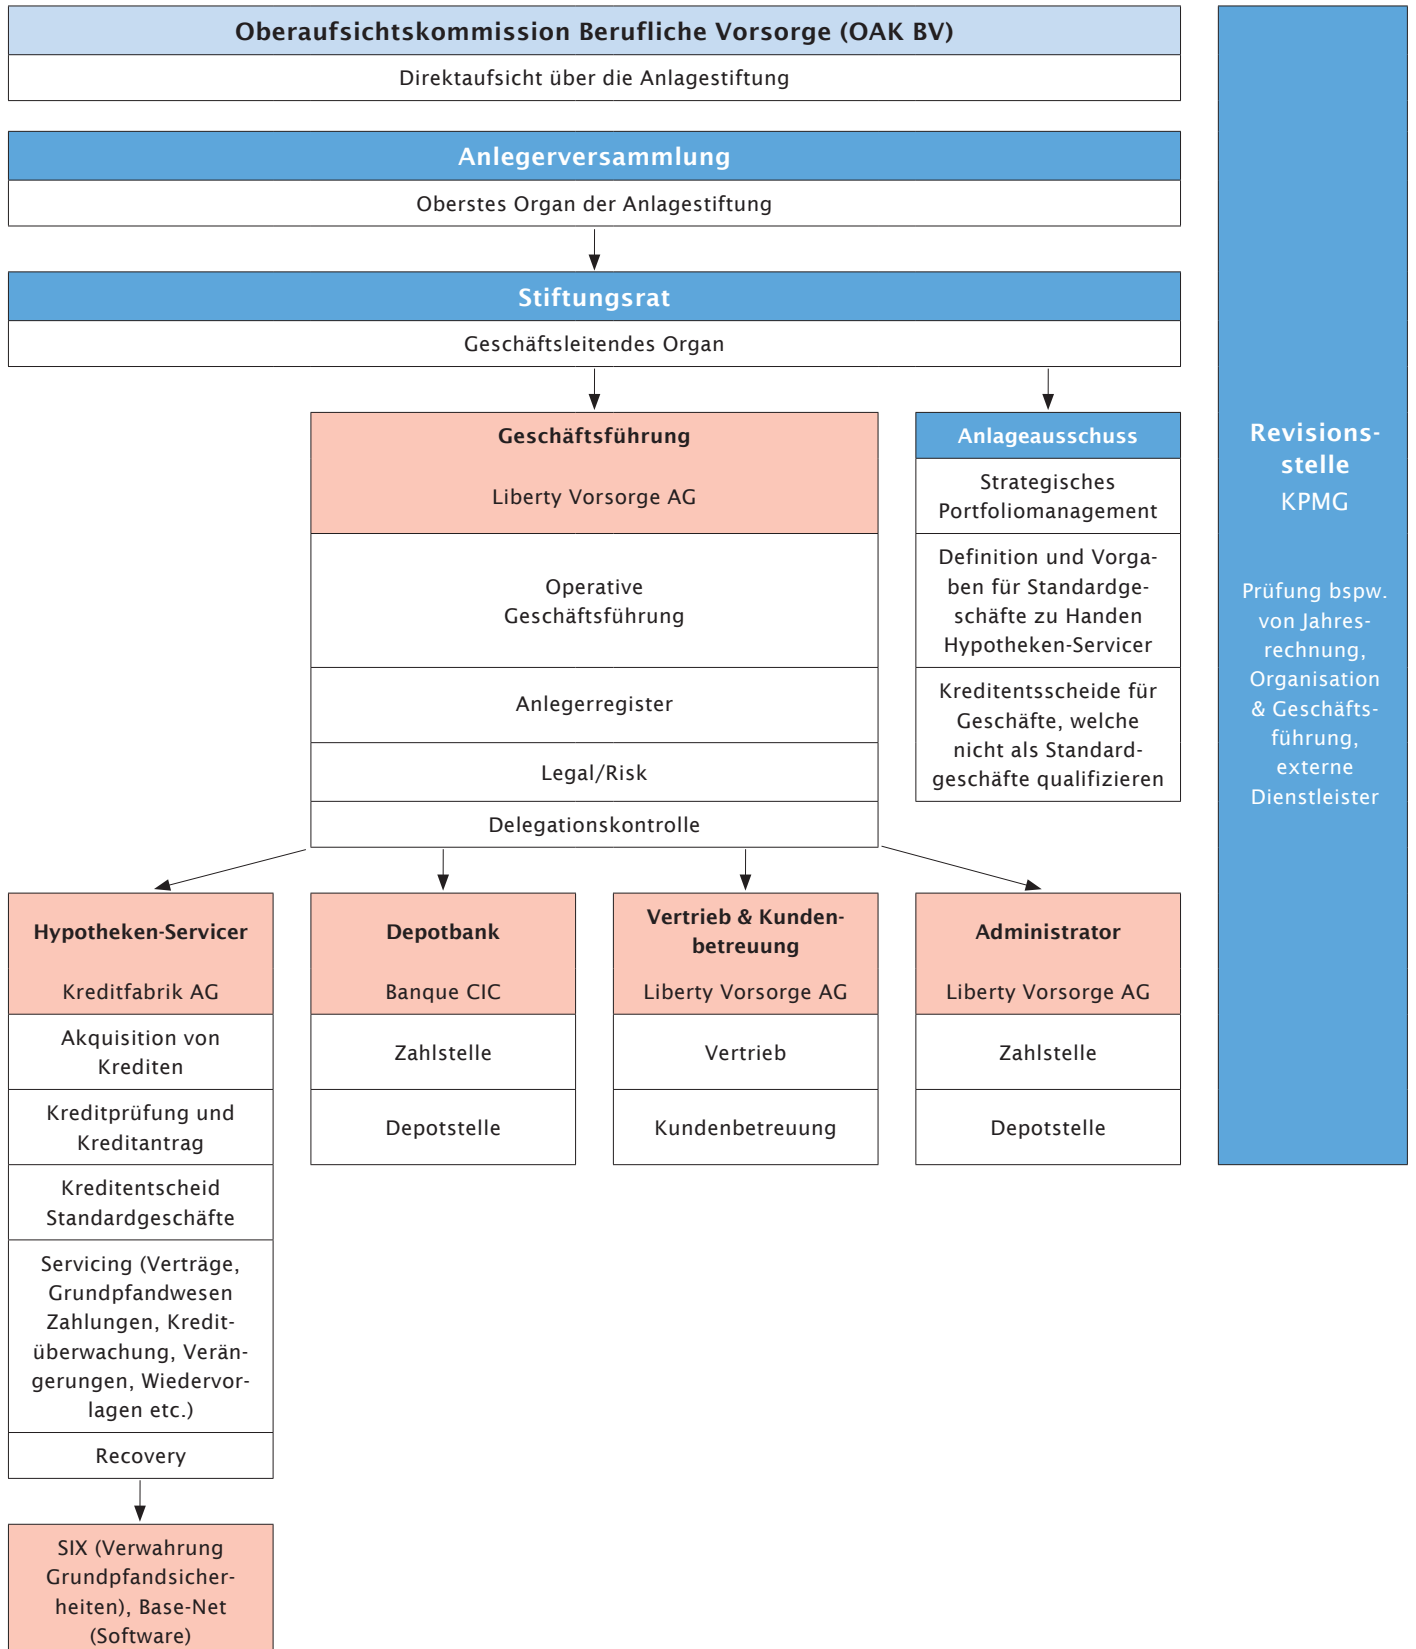 Oberaufsichtskommission Berufliche Vorsorge (OAK BV)
Direktaufsicht über die Anlagestiftung
Anlegerversammlung
Oberstes Organ der Anlagestiftung
Stiftungsrat
Geschäftsleitendes Organ
Geschäftsführung
Liberty Vorsorge AG
Operative
Geschäftsführung
Anlegerregister
Legal/Risk
Delegationskontrolle
Anlageausschuss
Strategisches
Portfoliomanagement
Definition und Vorga-
ben für Standardge-
schäfte zu Handen
Hypotheken-Servicer
Kreditentsscheide für
Geschäfte, welche
nicht als Standard-
geschäfte qualifizieren
Revisions-
stelle
KPMG
Prüfung bspw.
von Jahres-
rechnung,
Organisation
& Geschäfts-
führung,
externe
Dienstleister
Hypotheken-Servicer
Kreditfabrik AG
Akquisition von
Krediten
Kreditprüfung und
Kreditantrag
Kreditentscheid
Standardgeschäfte
Servicing (Verträge,
Grundpfandwesen
Zahlungen, Kredit-
überwachung, Verän-
gerungen, Wiedervor-
lagen etc.)
Recovery
SIX (Verwahrung
Grundpfandsicher-
heiten), Base-Net
(Software)
Depotbank
Banque CIC
Zahlstelle
Depotstelle
Vertrieb & Kunden-
betreuung
Liberty Vorsorge AG
Vertrieb
Kundenbetreuung
Administrator
Liberty Vorsorge AG
Zahlstelle
Depotstelle